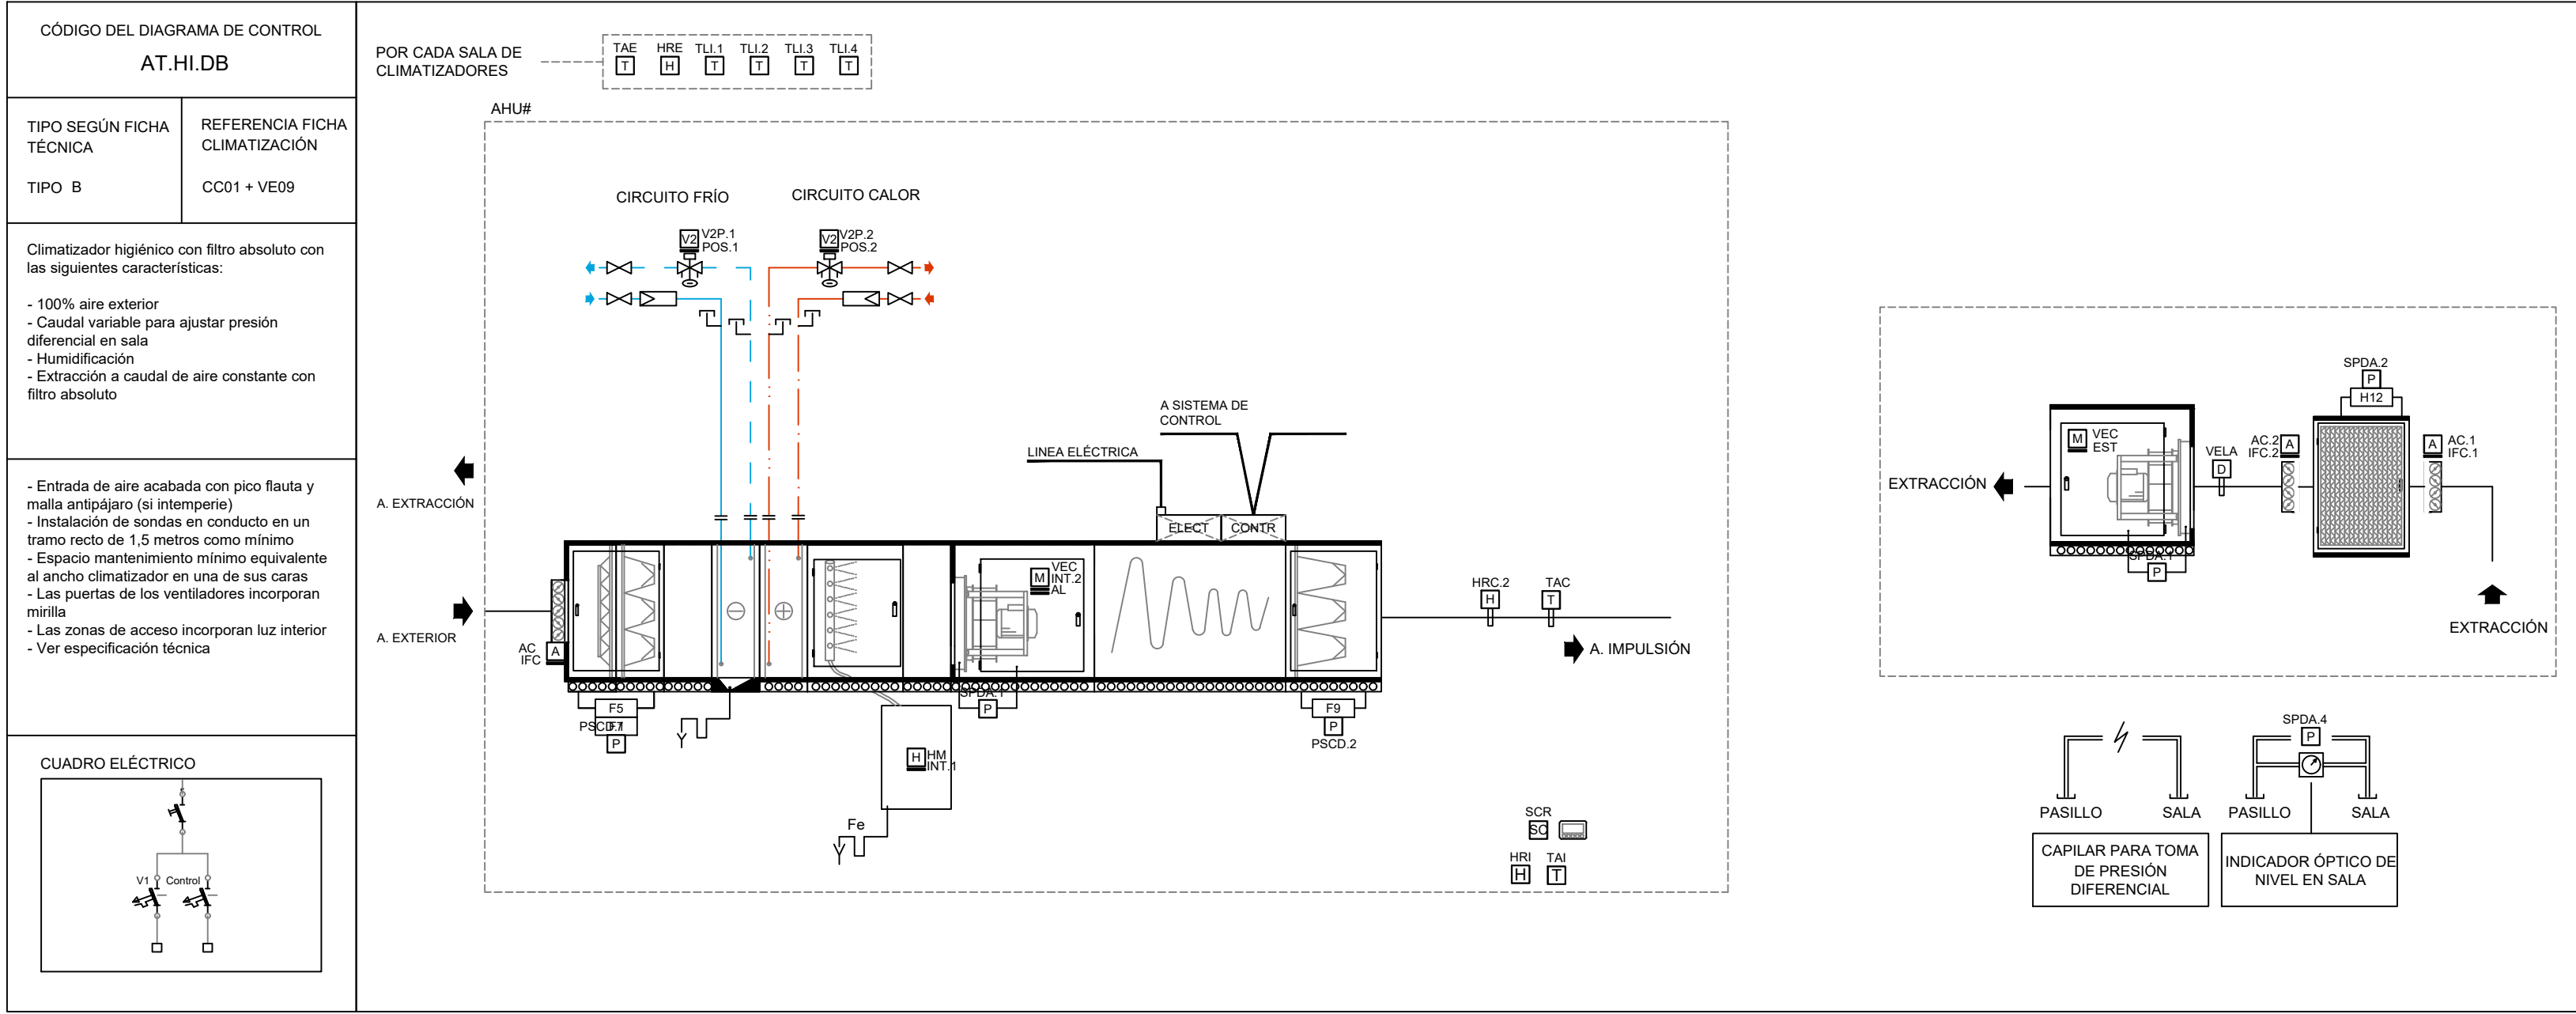 CÓDIGO DEL DIAGRAMA DE CONTROL
AT.HI.DB
TIPO SEGÚN FICHA
TÉCNICA
TIPO B
REFERENCIA FICHA
CLIMATIZACIÓN
CC01 + VE09
Climatizador higiénico con filtro absoluto con
las siguientes características:
- 100% aire exterior
- Caudal variable para ajustar presión
diferencial en sala
- Humidificación
- Extracción a caudal de aire constante con
filtro absoluto
- Entrada de aire acabada con pico flauta y
malla antipájaro (si intemperie)
- Instalación de sondas en conducto en un
tramo recto de 1,5 metros como mínimo
- Espacio mantenimiento mínimo equivalente
al ancho climatizador en una de sus caras
- Las puertas de los ventiladores incorporan
mirilla
- Las zonas de acceso incorporan luz interior
- Ver especificación técnica
CUADRO ELÉCTRICO
V1 Control
POR CADA SALA DE
CLIMATIZADORES
TAE HRE TLI.1 TLI.2 TLI.3 TLI.4
T H T T T T
AHU#
CIRCUITO FRÍO
CIRCUITO CALOR
V2 V2P.1
POS.1
V2 V2P.2
POS.2
A SISTEMA DE
CONTROL
LINEA ELÉCTRICA
ELECT CONTR
A. EXTRACCIÓN
A. EXTERIOR
AC
IFC
A
M
VEC
INT.2
AL
HRC.2 TAC
H T
A. IMPULSIÓN
SPDA.1
P
F5
F7
PSCD.1
P
F9
P
PSCD.2
H
HM
INT.1
Fe
SCR
SC
HRI TAI
H T
SPDA.2
P
H12
M
VEC
EST
VELA
D
AC.2
IFC.2
A
A
AC.1
IFC.1
EXTRACCIÓN
SPDA.1
P
EXTRACCIÓN
SPDA.4
P
PASILLO SALA
PASILLO SALA
CAPILAR PARA TOMA
DE PRESIÓN
DIFERENCIAL
INDICADOR ÓPTICO DE
NIVEL EN SALA